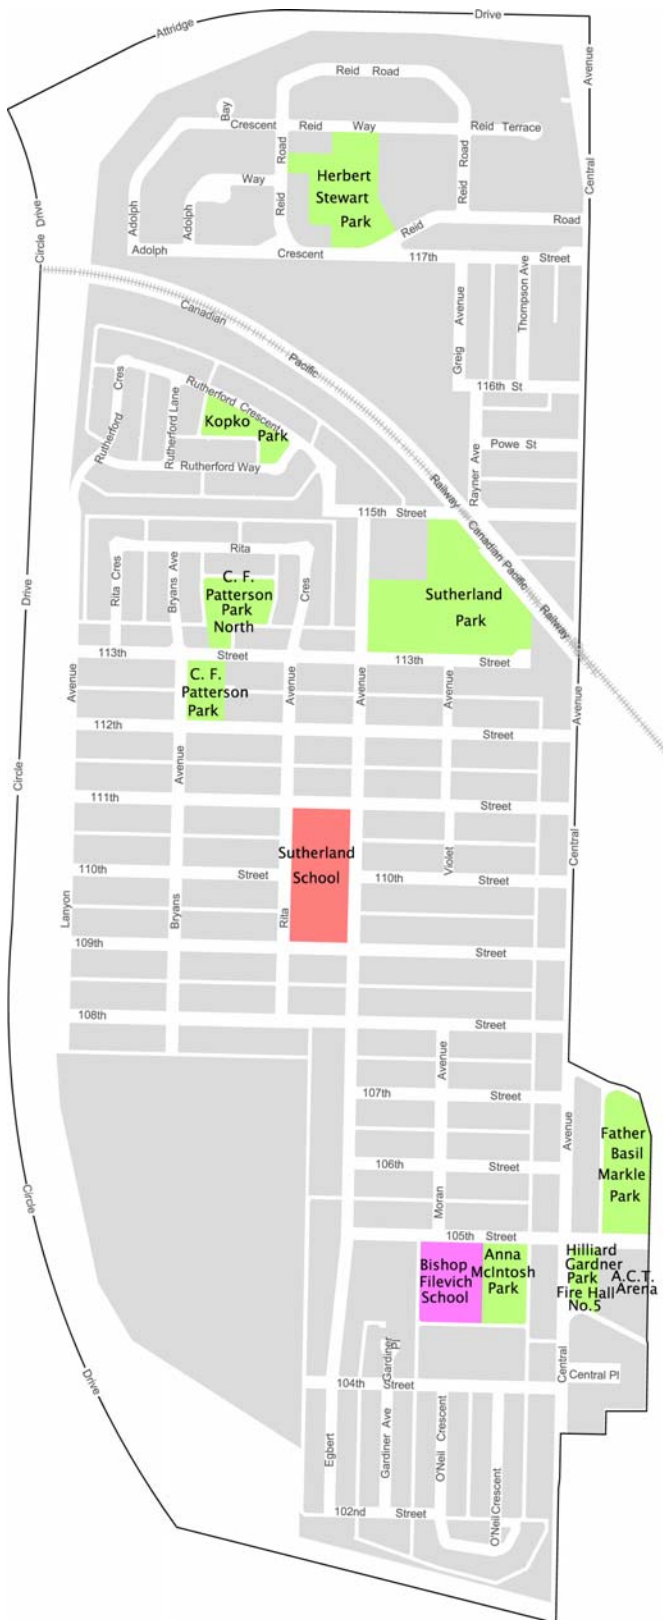 Attridge
Drive
Avenue
Central
Reid Road
Bay
Crescent
Reid Way
Reid Terrace
Road
Reid
Road
Reid
Way
Adolph
Adolph
Herbert
Stewart
Park
Reid
Road
Adolph
Crescent
117th
Street
Circle Drive
Canadian
Pacific
Railway
Canadian Pacific
Railway
Greig Avenue
Thompson Ave
116th St
Rutherford Cres
Rutherford Lane
Rutherford Crescent
Kopko
Park
Rutherford Way
Powe St
Rayner Ave
115th Street
Rita
Rita Cres
Bryans Ave
Cres
C. F.
Patterson
Park
North
Sutherland
Park
Drive
Circle
113th
Street
113th
Street
C. F.
Patterson
Park
Avenue
Avenue
Avenue
Avenue
Avenue
Avenue
112th
Street
111th
Street
Sutherland
School
110th
Street
110th
Street
Violet
Central
Lanyon
Bryans
Rita
109th
Street
108th
Street
Avenue
107th
Street
Avenue
106th
Street
Moran
Father
Basil
Markle
Park
105th Street
Bishop
Filevich
School
Anna
McIntosh
Park
Hilliard
Gardner
Park
Fire Hall
No.5
A.C.T.
Arena
Circle
Drive
Gardiner Pl
104th
Street
Central
Central Pl
Egbert
Gardiner Ave
O'Neil Crescent
O'Neil Crescent
102nd
Street